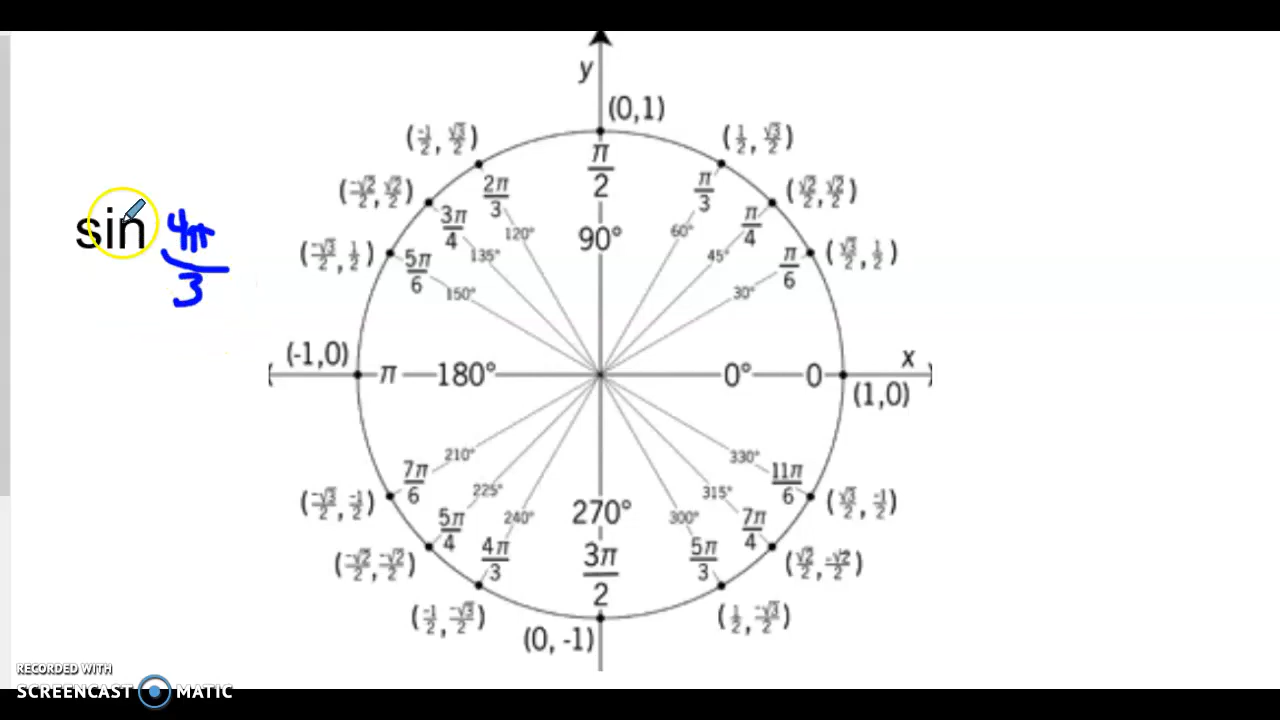 y
(0,1)
(-1/2, √3/2)
(1/2, √3/2)
π/2
2π/3
π/3
(-√2/2, √2/2)
(√2/2, √2/2)
3π/4
π/4
sin 4π/3
120°
90°
60°
(-√3/2, 1/2)
(√3/2, 1/2)
5π/6
135°
45°
π/6
150°
30°
(-1,0)
π
180°
0°
0
x
(1,0)
210°
330°
7π/6
11π/6
225°
315°
(-√3/2, -1/2)
(√3/2, -1/2)
240°
270°
300°
5π/4
7π/4
4π/3
3π/2
5π/3
(-√2/2, -√2/2)
(√2/2, -√2/2)
(-1/2, -√3/2)
(1/2, -√3/2)
(0, -1)
RECORDED WITH
SCREENCAST MATIC